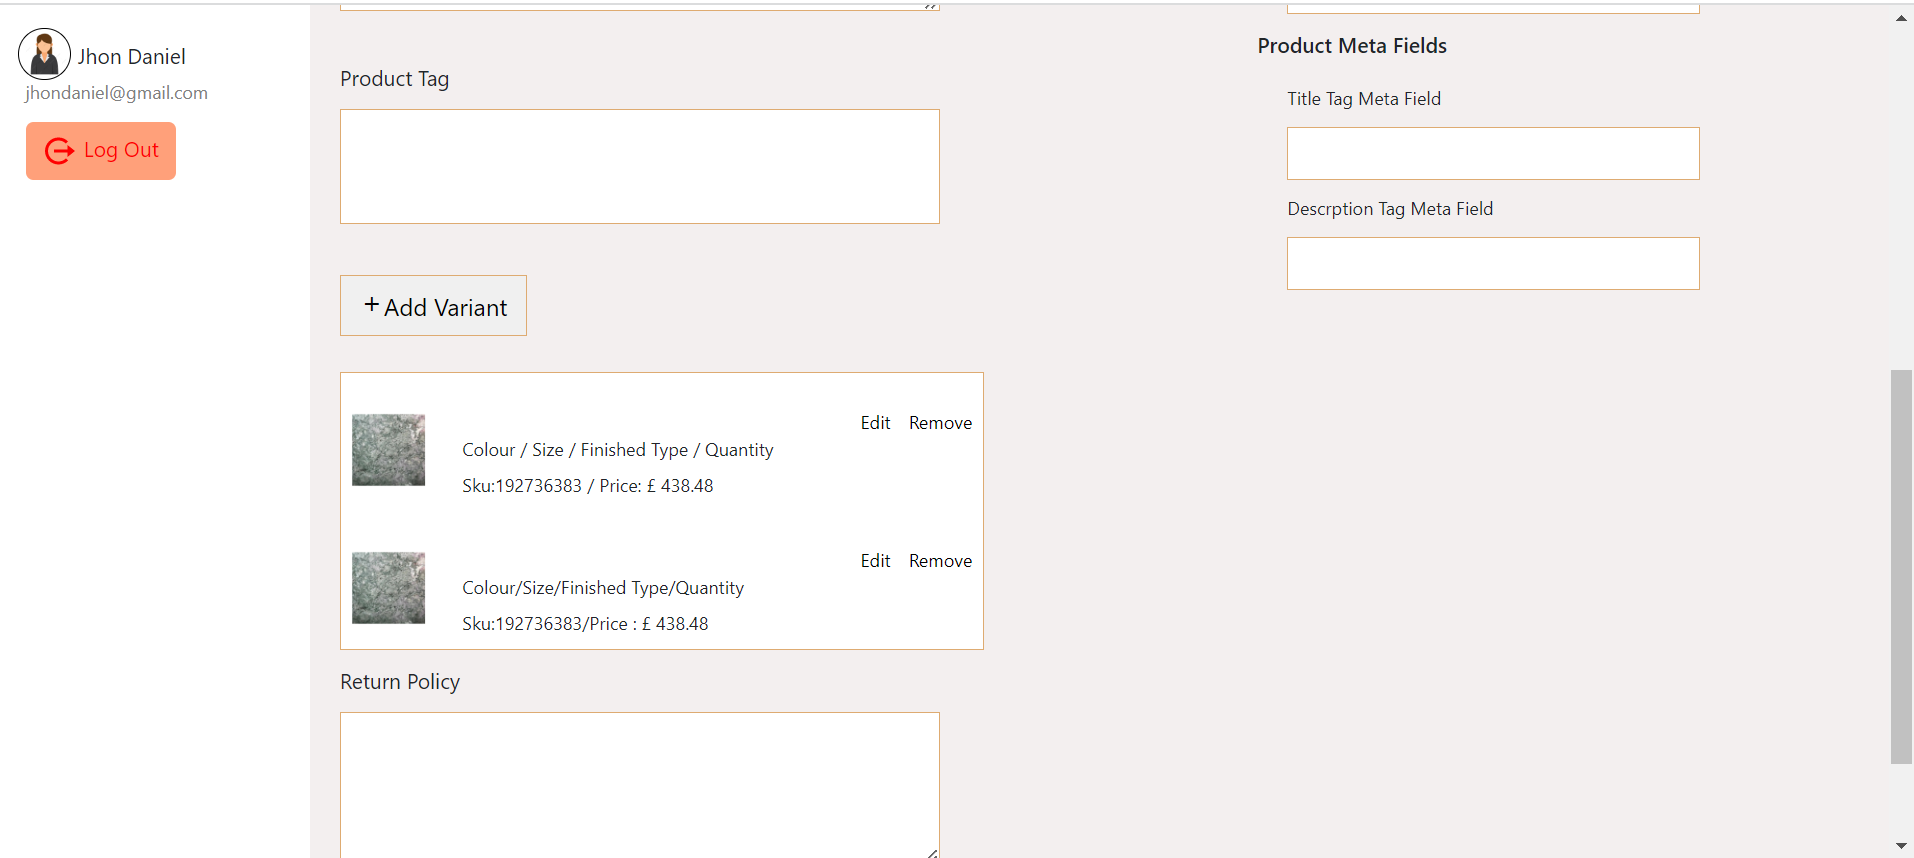 Jhon Daniel
jhondaniel@gmail.com
Log Out
Product Tag
+ Add Variant
Edit Remove
Colour / Size / Finished Type / Quantity
Sku:192736383 / Price: £ 438.48
Edit Remove
Colour/Size/Finished Type/Quantity
Sku:192736383/Price : £ 438.48
Return Policy
Product Meta Fields
Title Tag Meta Field
Descrption Tag Meta Field